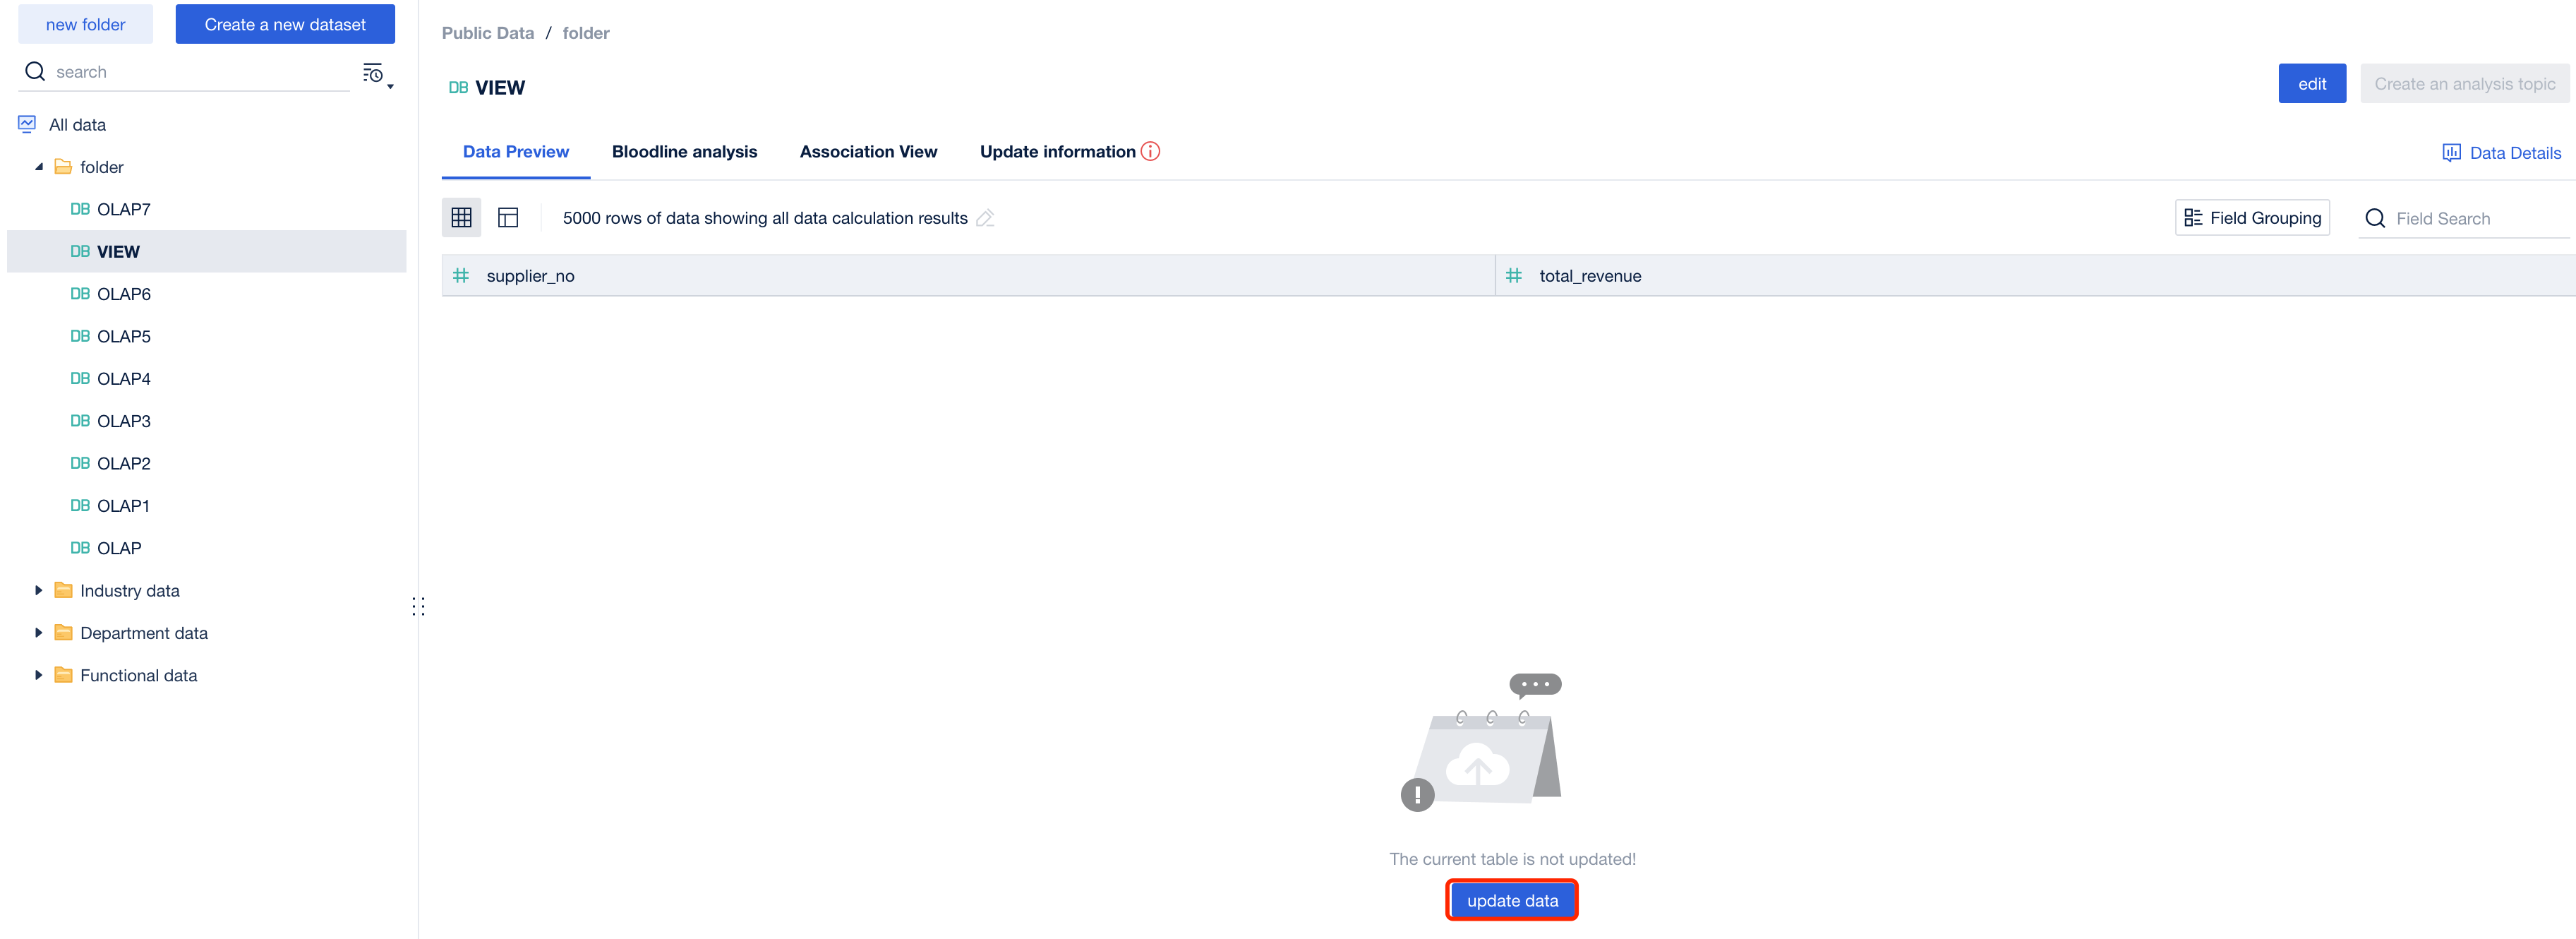 new folder
Create a new dataset
search
All data
folder
DB OLAP7
DB VIEW
DB OLAP6
DB OLAP5
DB OLAP4
DB OLAP3
DB OLAP2
DB OLAP1
DB OLAP
Industry data
Department data
Functional data
Public Data / folder
DB VIEW
edit
Create an analysis topic
Data Preview
Bloodline analysis
Association View
Update information
Data Details
5000 rows of data showing all data calculation results
Field Grouping
Field Search
# supplier_no
# total_revenue
The current table is not updated!
update data